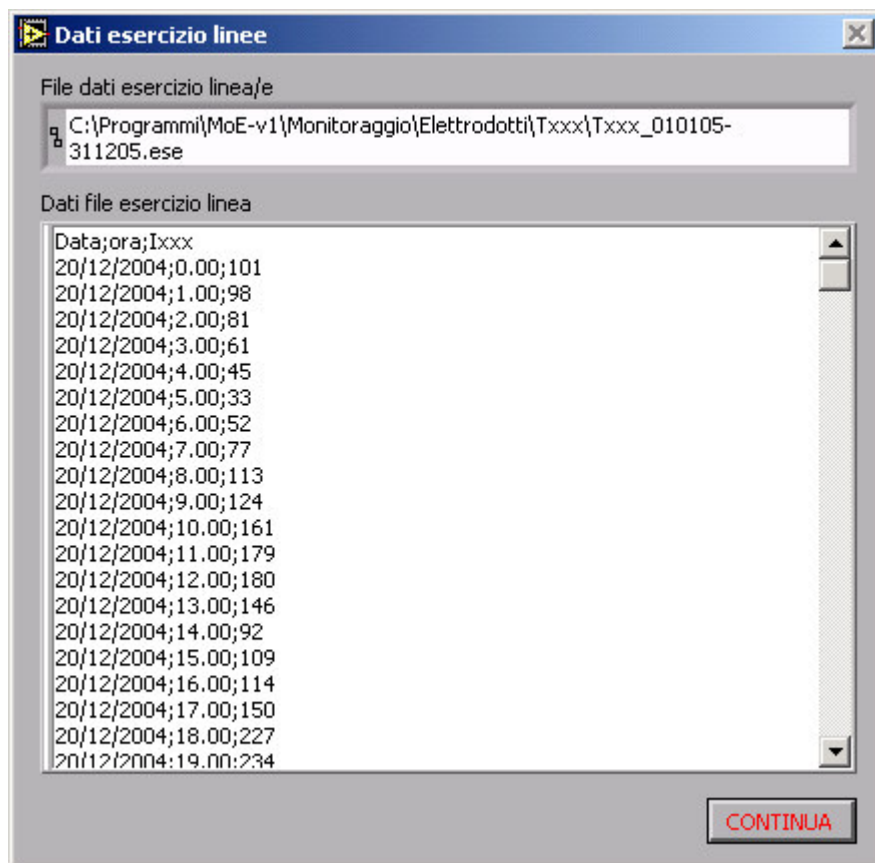 Dati esercizio linee
File dati esercizio linea/e
C:\Programmi\MoE-v1\Monitoraggio\Elettrodotti\Txxx\Txxx_010105-
311205.ese
Dati file esercizio linea
Data;ora;Ixxx
20/12/2004;0.00;101
20/12/2004;1.00;98
20/12/2004;2.00;81
20/12/2004;3.00;61
20/12/2004;4.00;45
20/12/2004;5.00;33
20/12/2004;6.00;52
20/12/2004;7.00;77
20/12/2004;8.00;113
20/12/2004;9.00;124
20/12/2004;10.00;161
20/12/2004;11.00;179
20/12/2004;12.00;180
20/12/2004;13.00;146
20/12/2004;14.00;92
20/12/2004;15.00;109
20/12/2004;16.00;114
20/12/2004;17.00;150
20/12/2004;18.00;227
20/12/2004;19.00;234
CONTINUA